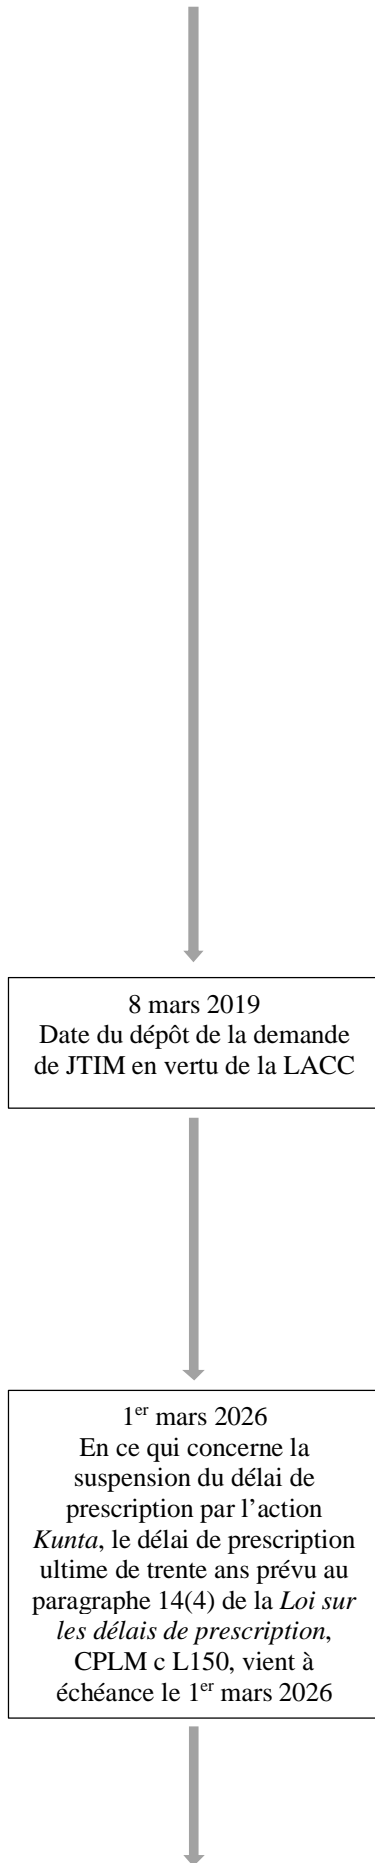 8 mars 2019
Date du dépôt de la demande
de JTIM en vertu de la LACC
1er mars 2026
En ce qui concerne la
suspension du délai de
prescription par l’action
Kunta, le délai de prescription
ultime de trente ans prévu au
paragraphe 14(4) de la Loi sur
les délais de prescription,
CPLM c L150, vient à
échéance le 1er mars 2026